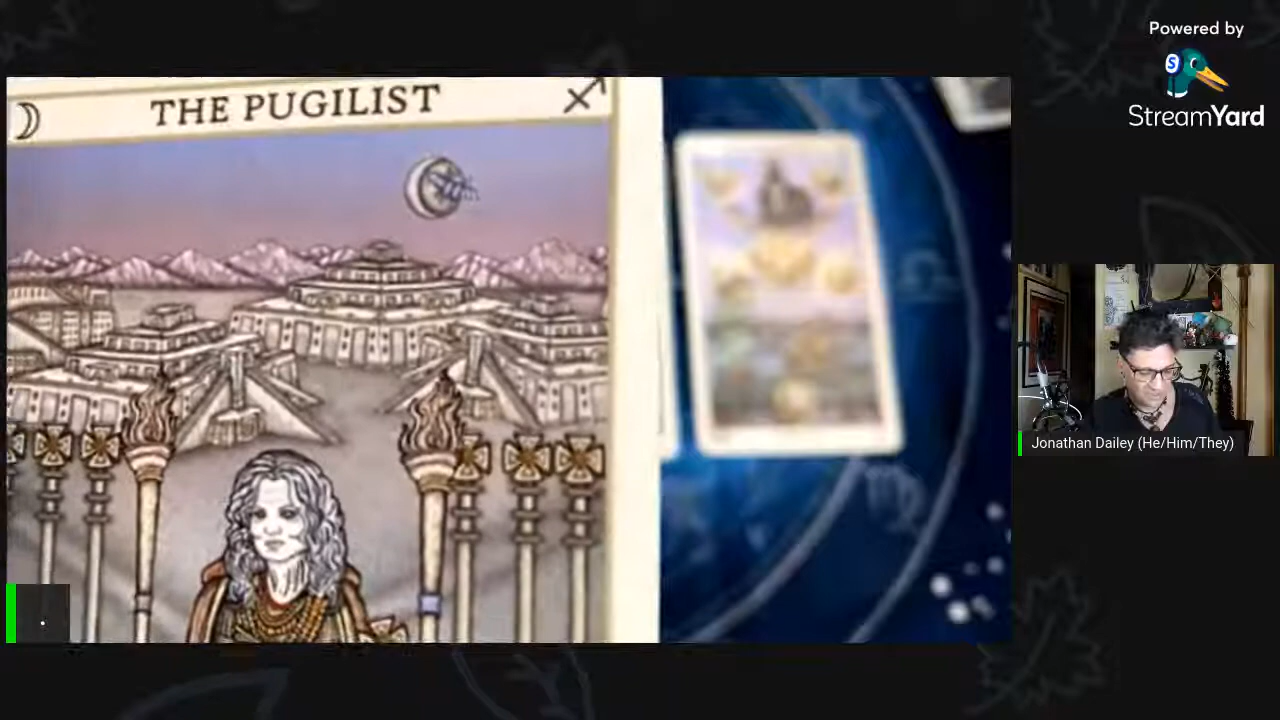 THE PUGILIST
Powered by
S
StreamYard
Jonathan Dailey (He/Him/They)
.